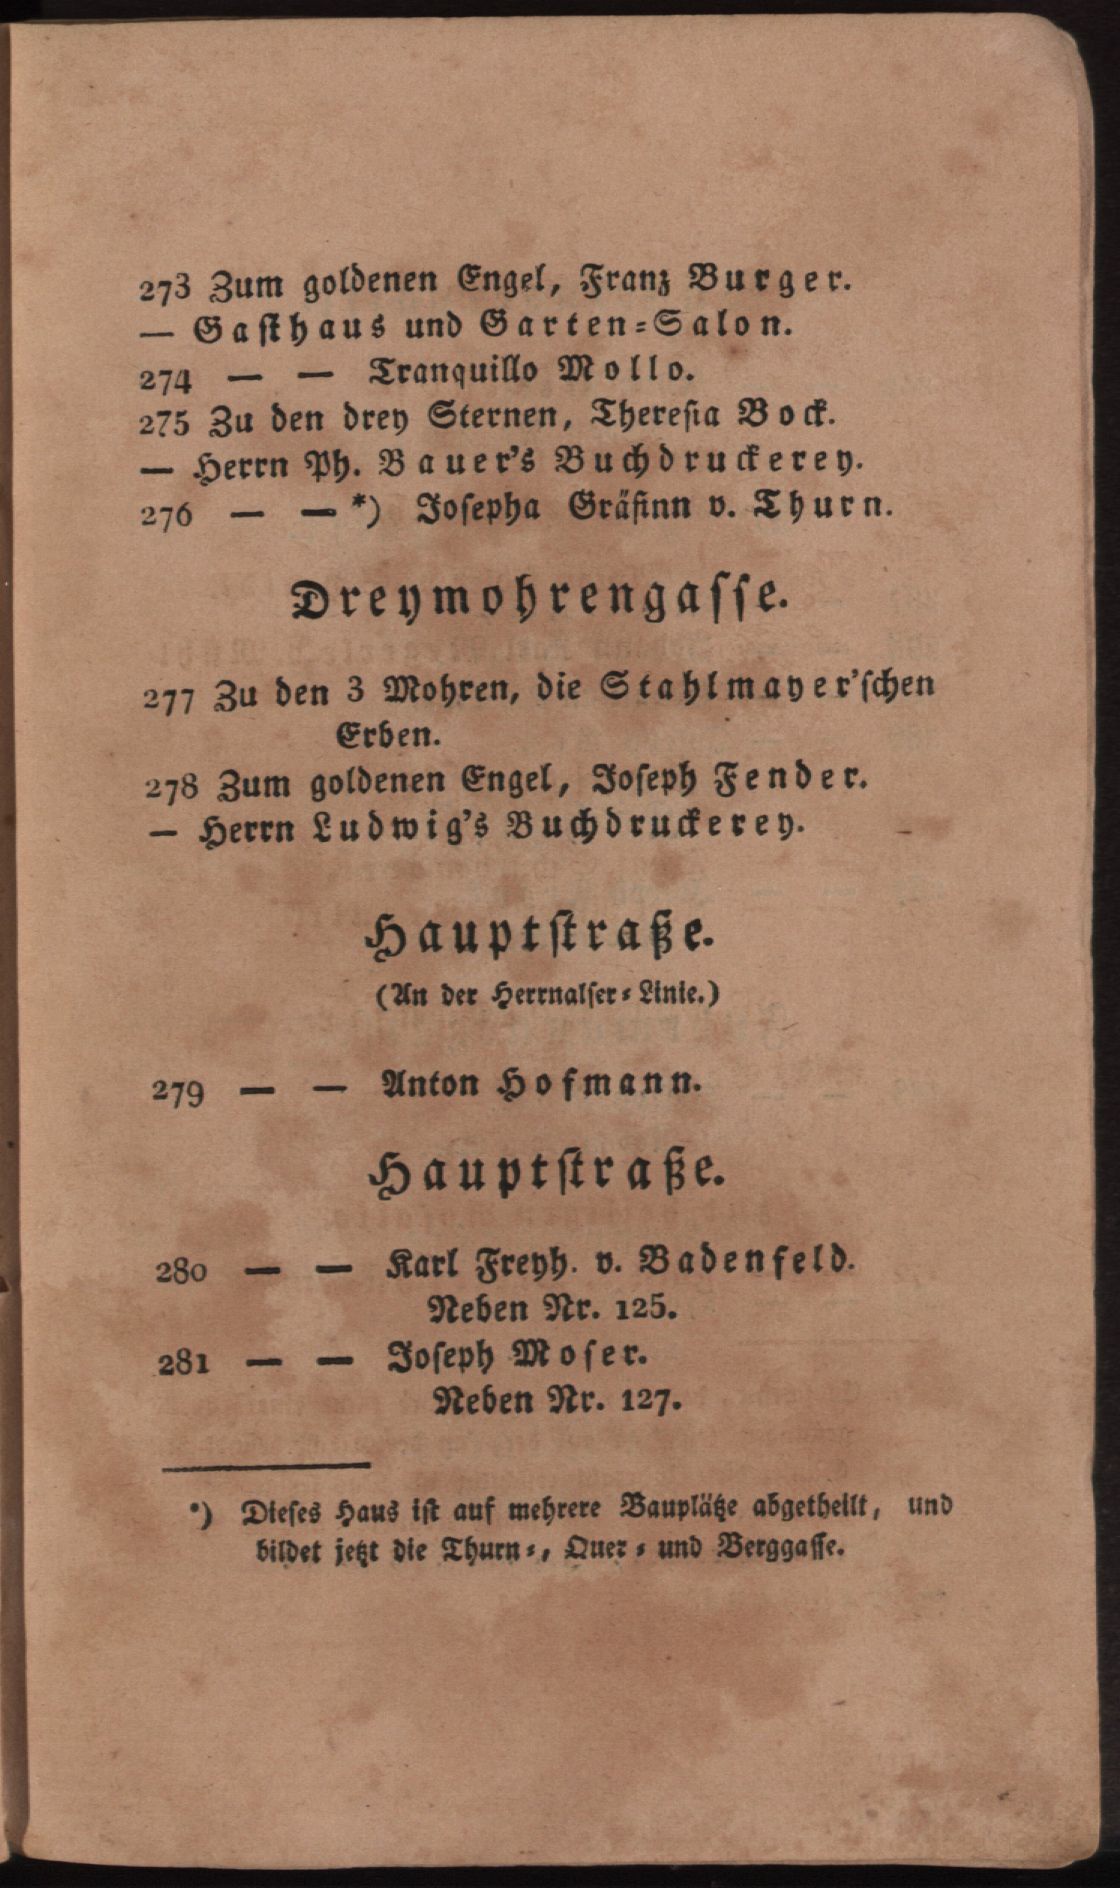 273 Zum goldenen Engel, Franz Burger.
— Gasthaus und Garten-Salon.
274 — — Tranquillo Mollo.
275 Zu den drey Sternen, Theresia Bock.
— Herrn Ph. Bauer's Buchdruckerey.
276 — — *) Josepha Gräfinn v. Thurn.
Dreymohrengasse.
277 Zu den 3 Mohren, die Stahlmayer'schen
Erben.
278 Zum goldenen Engel, Joseph Fender.
— Herrn Ludwig's Buchdruckerey.
Hauptstraße.
(An der Herrnalser-Linie.)
279 — — Anton Hofmann.
Hauptstraße.
280 — — Karl Freyh. v. Badenfeld.
Neben Nr. 125.
281 — — Joseph Moser.
Neben Nr. 127.
*) Dieses Haus ist auf mehrere Bauplätze abgetheilt, und
bildet jetzt die Thurn-, Quer- und Berggasse.